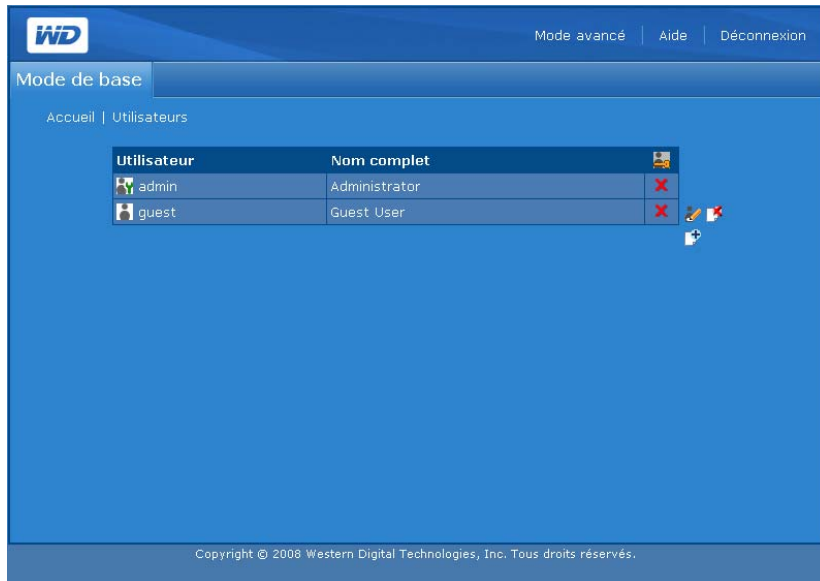 WD
Mode avancé | Aide | Déconnexion
Mode de base
Accueil | Utilisateurs
Utilisateur Nom complet
admin Administrator
guest Guest User
Copyright © 2008 Western Digital Technologies, Inc. Tous droits réservés.